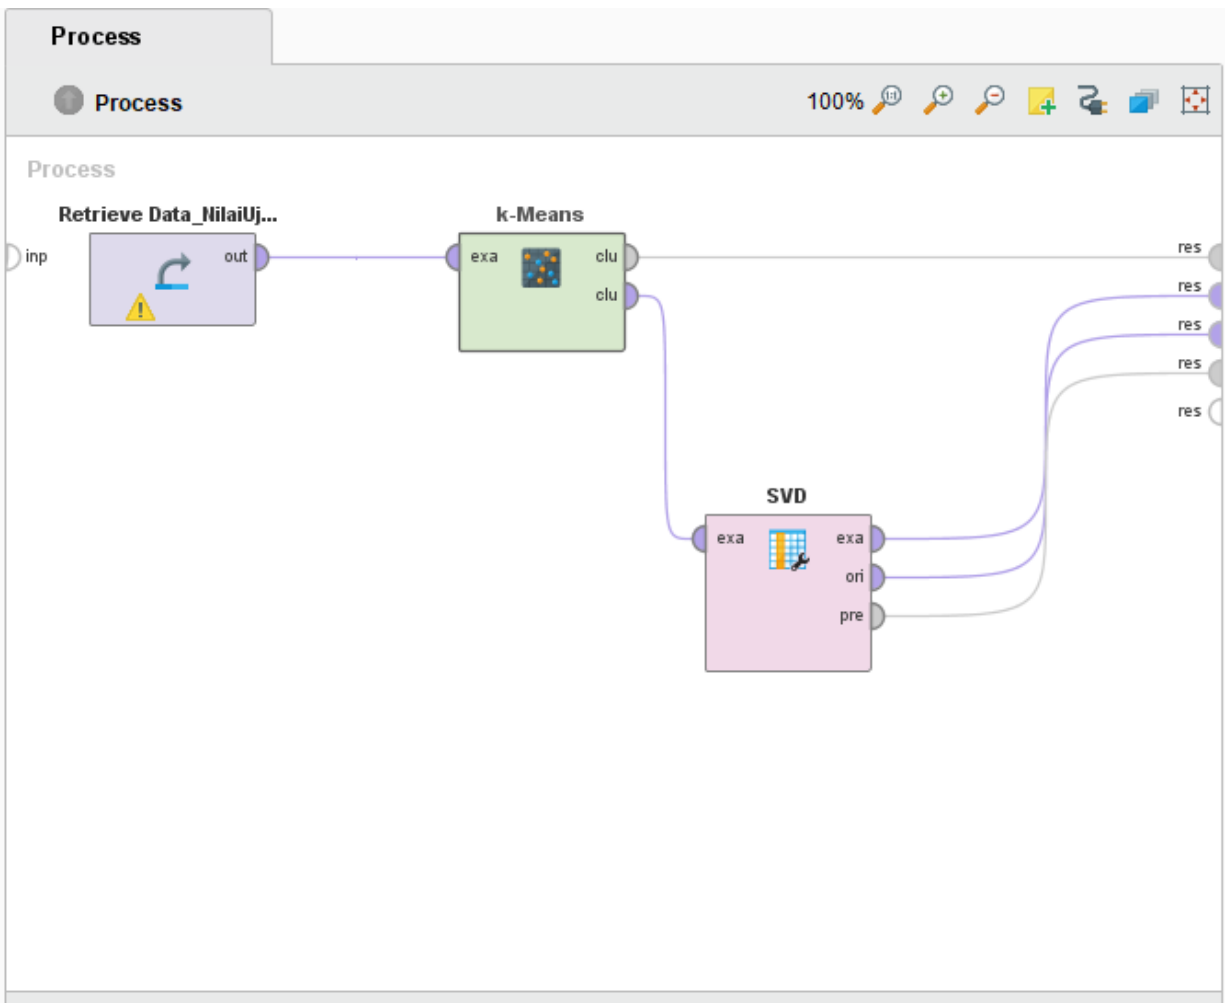 Process
Process
100%
Process
Retrieve Data_NilaiUj...
k-Means
inp
out
exa
clu
clu
res
res
res
res
res
SVD
exa
exa
ori
pre